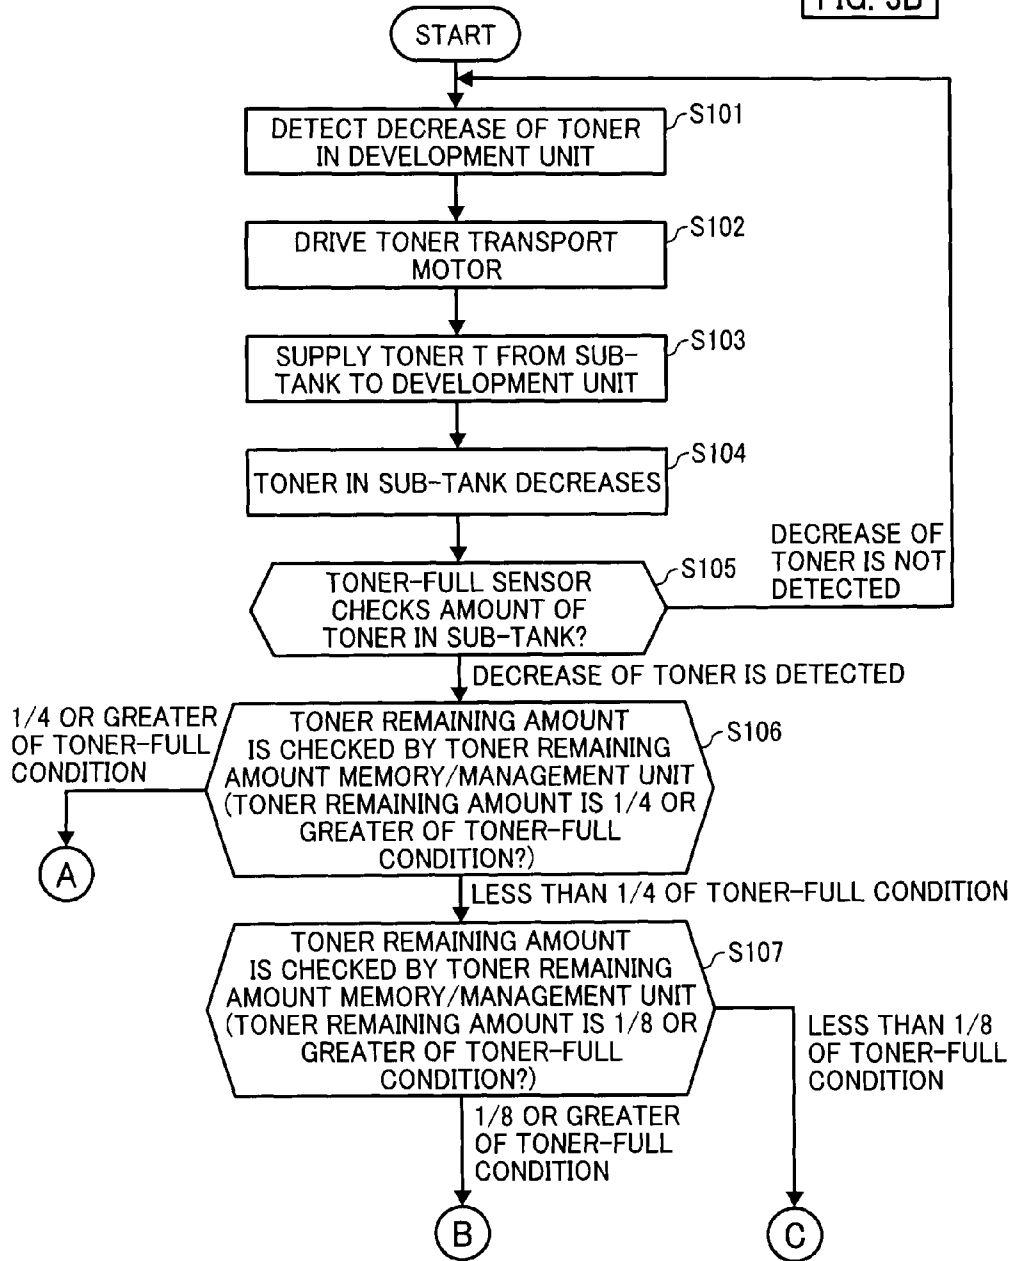 FIG. 3B
START
S101
DETECT DECREASE OF TONER
IN DEVELOPMENT UNIT
S102
DRIVE TONER TRANSPORT
MOTOR
S103
SUPPLY TONER T FROM SUB-
TANK TO DEVELOPMENT UNIT
S104
TONER IN SUB-TANK DECREASES
S105
TONER-FULL SENSOR
CHECKS AMOUNT OF
TONER IN SUB-TANK?
DECREASE OF
TONER IS NOT
DETECTED
DECREASE OF TONER IS DETECTED
S106
TONER REMAINING AMOUNT
IS CHECKED BY TONER REMAINING
AMOUNT MEMORY/MANAGEMENT UNIT
(TONER REMAINING AMOUNT IS 1/4 OR
GREATER OF TONER-FULL
CONDITION?)
1/4 OR GREATER
OF TONER-FULL
CONDITION
A
LESS THAN 1/4 OF TONER-FULL CONDITION
S107
TONER REMAINING AMOUNT
IS CHECKED BY TONER REMAINING
AMOUNT MEMORY/MANAGEMENT UNIT
(TONER REMAINING AMOUNT IS 1/8 OR
GREATER OF TONER-FULL
CONDITION?)
LESS THAN 1/8
OF TONER-FULL
CONDITION
1/8 OR GREATER
OF TONER-FULL
CONDITION
B
C